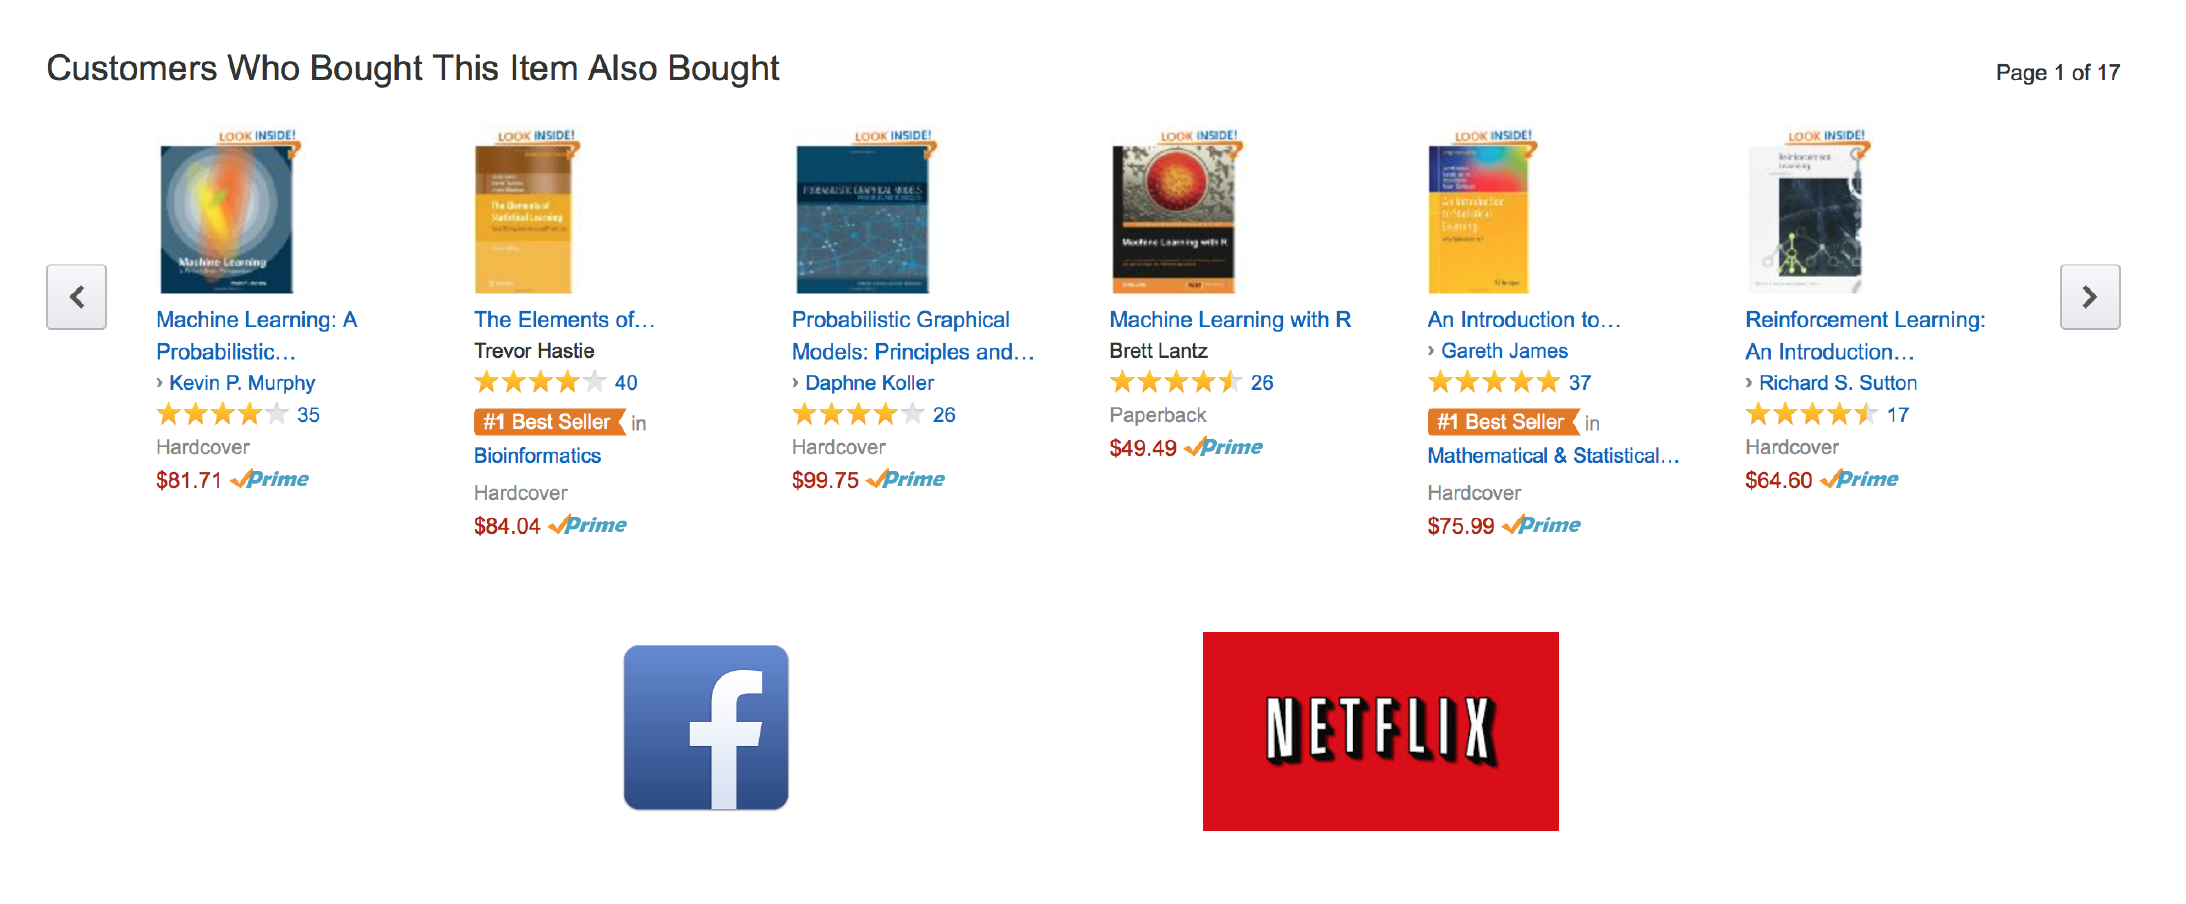 Customers Who Bought This Item Also Bought
Page 1 of 17
LOOK INSIDE!
Machine Learning
Machine Learning: A
Probabilistic...
› Kevin P. Murphy
35
Hardcover
$81.71 Prime
LOOK INSIDE!
The Elements of
Statistical Learning
The Elements of...
Trevor Hastie
40
#1 Best Seller in
Bioinformatics
Hardcover
$84.04 Prime
LOOK INSIDE!
PROBABILISTIC GRAPHICAL MODELS
Probabilistic Graphical
Models: Principles and...
› Daphne Koller
26
Hardcover
$99.75 Prime
LOOK INSIDE!
Machine Learning with R
Machine Learning with R
Brett Lantz
26
Paperback
$49.49 Prime
LOOK INSIDE!
An Introduction
to Statistical
Learning
An Introduction to...
› Gareth James
37
#1 Best Seller in
Mathematical & Statistical...
Hardcover
$75.99 Prime
LOOK INSIDE!
Reinforcement
Learning
Reinforcement Learning:
An Introduction...
› Richard S. Sutton
17
Hardcover
$64.60 Prime
f
NETFLIX